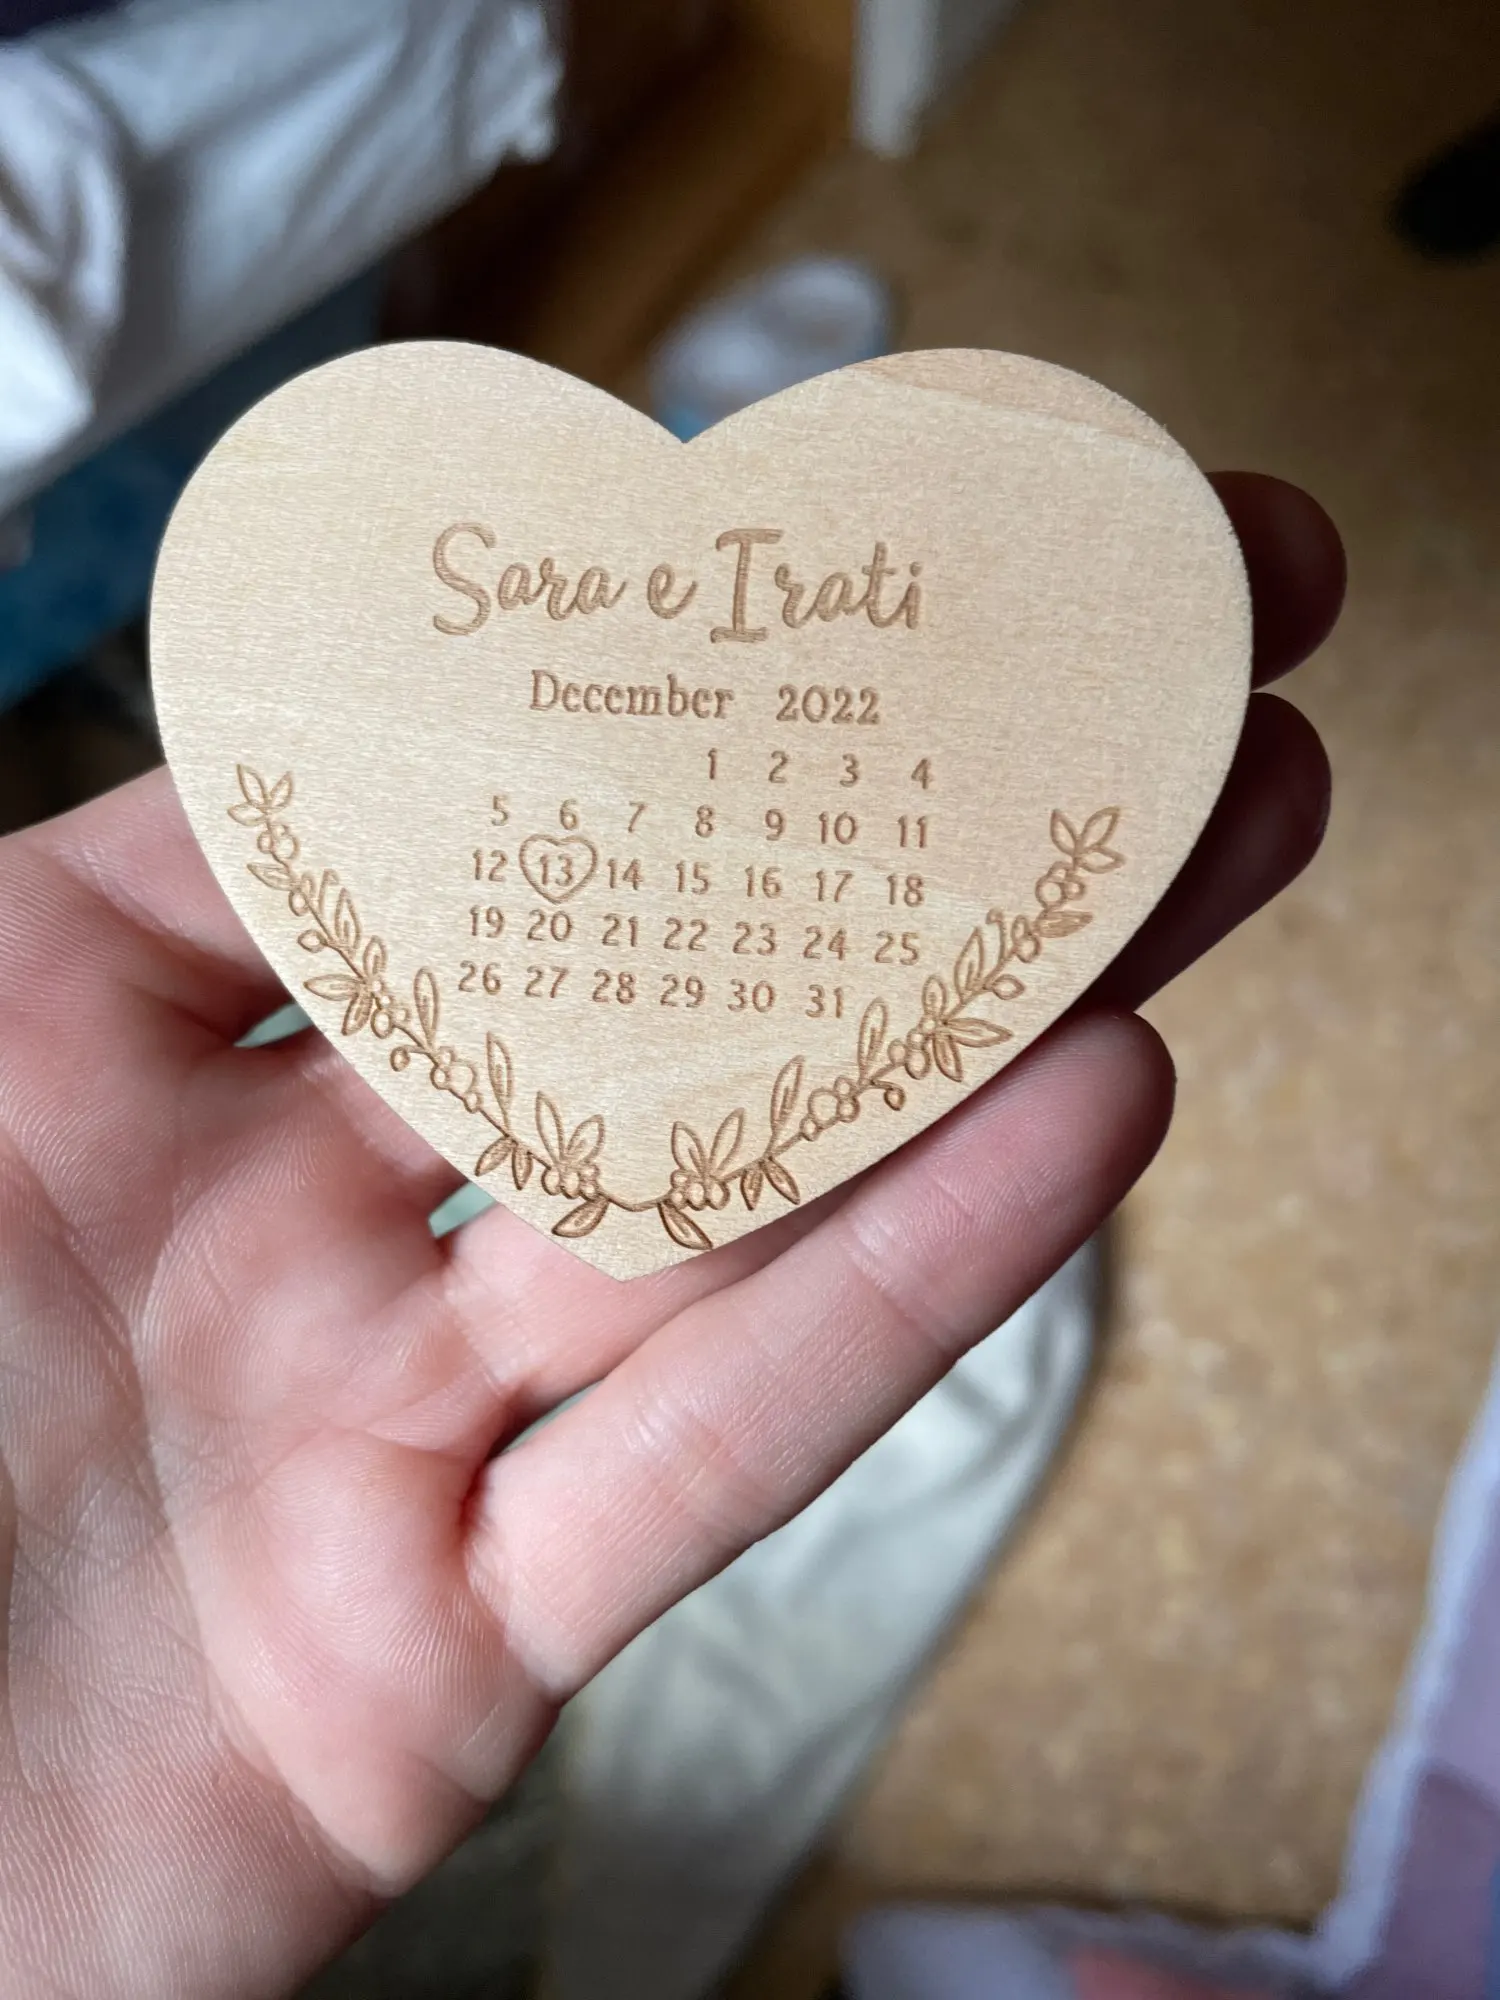 Sara e Irati
December 2022
1 2 3 4
5 6 7 8 9 10 11
12 13 14 15 16 17 18
19 20 21 22 23 24 25
26 27 28 29 30 31